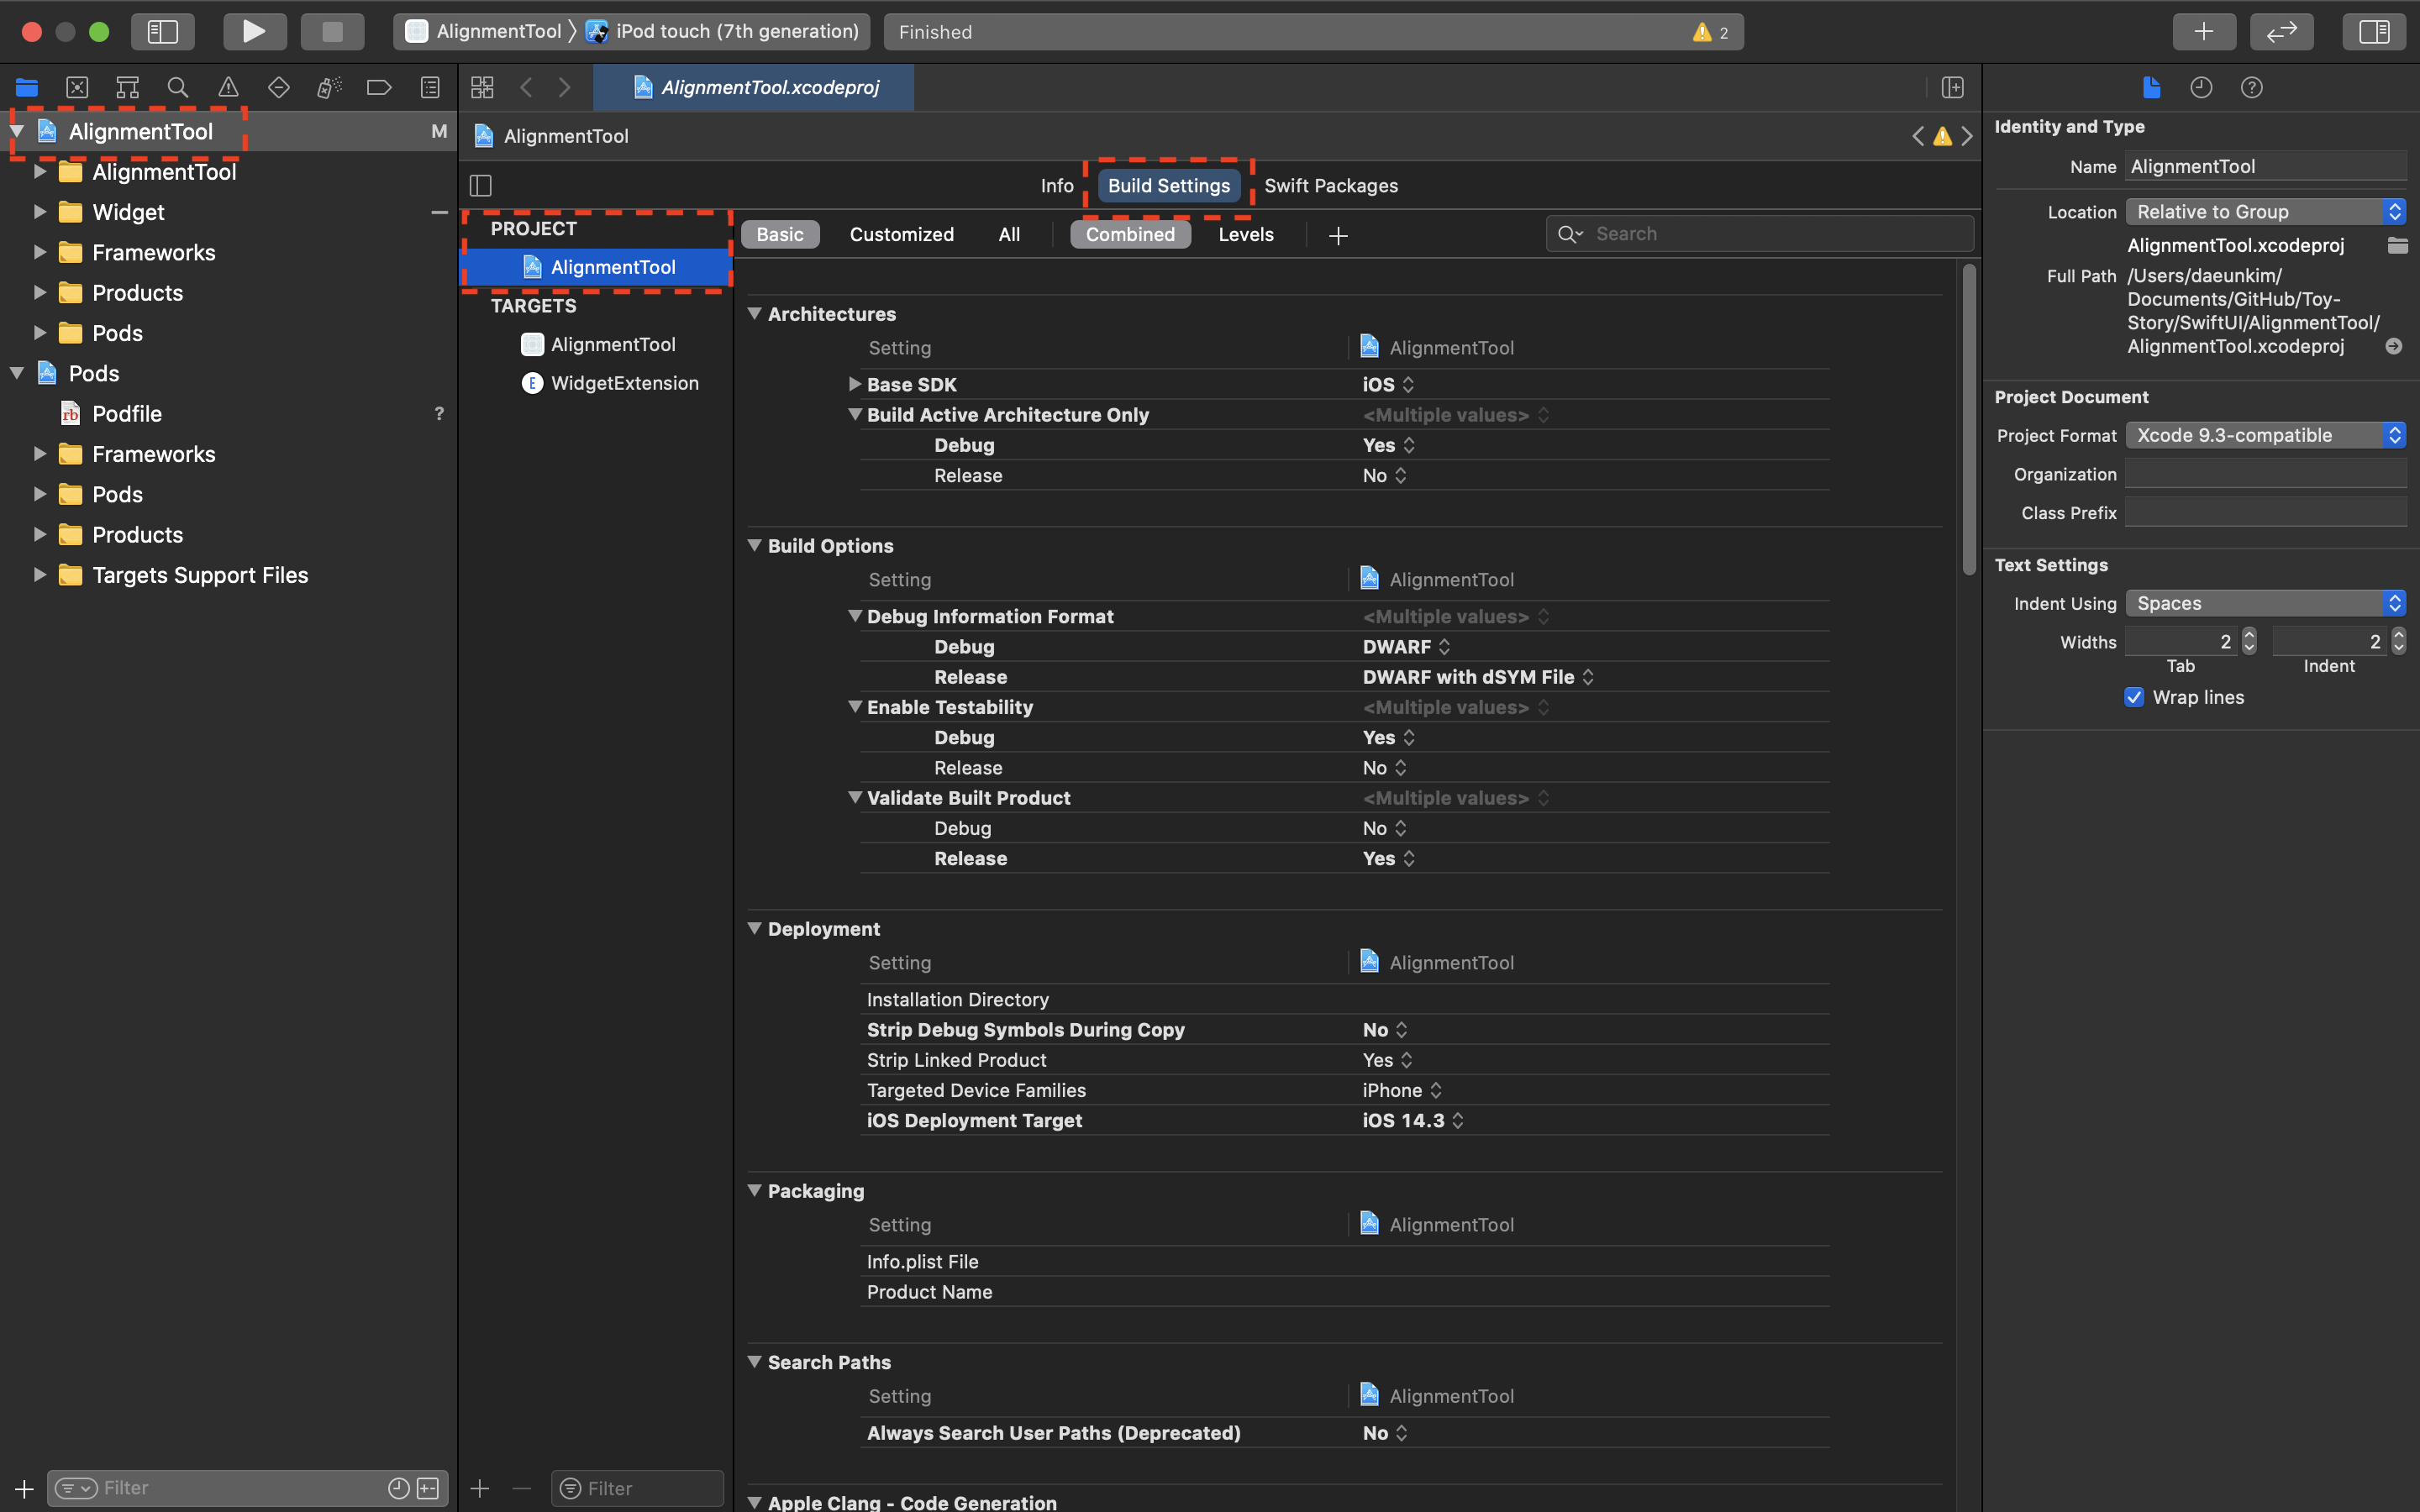 AlignmentTool
iPod touch (7th generation)
Finished
2
AlignmentTool
M
AlignmentTool
Widget
Frameworks
Products
Pods
Pods
Podfile
?
Frameworks
Pods
Products
Targets Support Files
Filter
AlignmentTool.xcodeproj
AlignmentTool
Info
Build Settings
Swift Packages
PROJECT
AlignmentTool
TARGETS
AlignmentTool
E
WidgetExtension
Filter
Basic
Customized
All
Combined
Levels
Search
Architectures
Setting
AlignmentTool
Base SDK
iOS
Build Active Architecture Only
<Multiple values>
Debug
Yes
Release
No
Build Options
Setting
AlignmentTool
Debug Information Format
<Multiple values>
Debug
DWARF
Release
DWARF with dSYM File
Enable Testability
<Multiple values>
Debug
Yes
Release
No
Validate Built Product
<Multiple values>
Debug
No
Release
Yes
Deployment
Setting
AlignmentTool
Installation Directory
Strip Debug Symbols During Copy
No
Strip Linked Product
Yes
Targeted Device Families
iPhone
iOS Deployment Target
iOS 14.3
Packaging
Setting
AlignmentTool
Info.plist File
Product Name
Search Paths
Setting
AlignmentTool
Always Search User Paths (Deprecated)
No
Apple Clang - Code Generation
Identity and Type
Name
AlignmentTool
Location
Relative to Group
AlignmentTool.xcodeproj
Full Path
/Users/daeunkim/
Documents/GitHub/Toy-
Story/SwiftUI/AlignmentTool/
AlignmentTool.xcodeproj
Project Document
Project Format
Xcode 9.3-compatible
Organization
Class Prefix
Text Settings
Indent Using
Spaces
Widths
2
2
Tab
Indent
Wrap lines